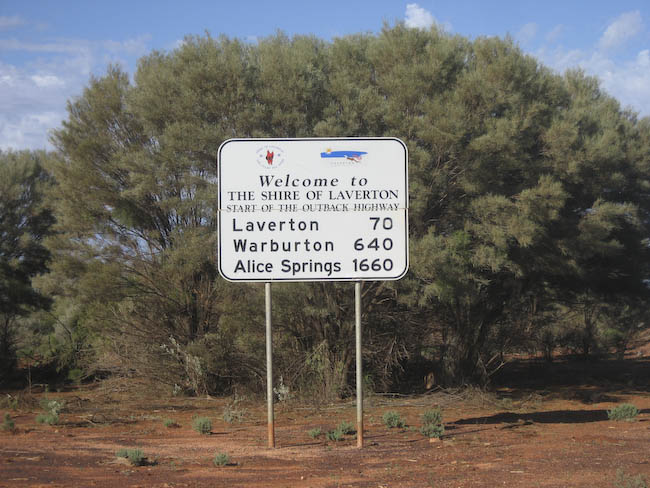 Welcome to
THE SHIRE OF LAVERTON
START OF THE OUTBACK HIGHWAY
Laverton 70
Warburton 640
Alice Springs 1660